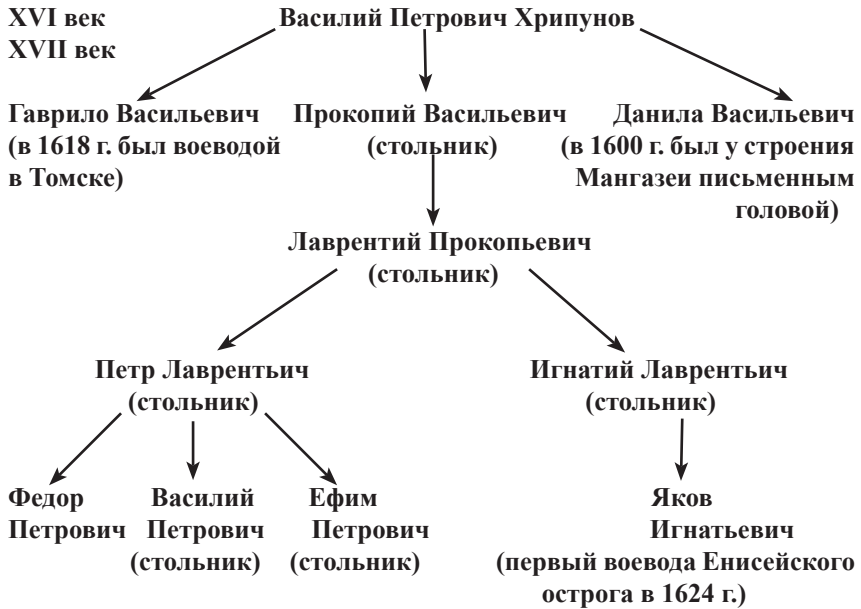 XVI век
XVII век
Василий Петрович Хрипунов
Гаврило Васильевич
(в 1618 г. был воеводой
в Томске)
Прокопий Васильевич
(стольник)
Данила Васильевич
(в 1600 г. был у строения
Мангазеи письменным
головой)
Лаврентий Прокопьевич
(стольник)
Петр Лаврентьич
(стольник)
Игнатий Лаврентьич
(стольник)
Федор
Петрович
Василий
Петрович
(стольник)
Ефим
Петрович
(стольник)
Яков
Игнатьевич
(первый воевода Енисейского
острога в 1624 г.)